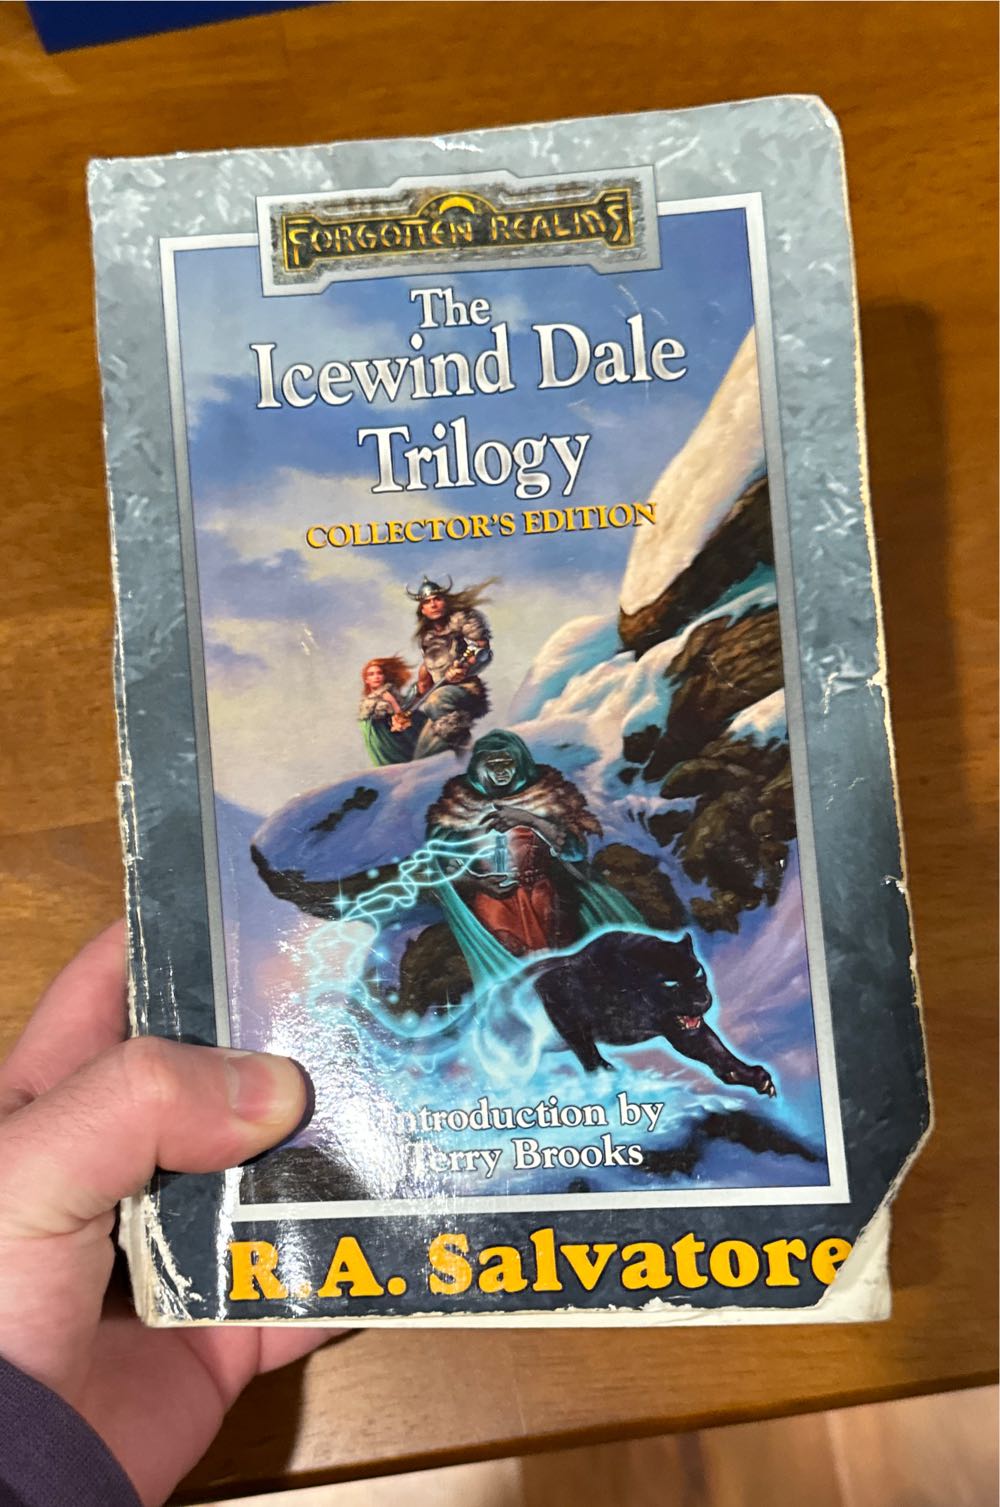 FORGOTTEN REALMS
The
Icewind Dale
Trilogy
COLLECTOR'S EDITION
Introduction by
Terry Brooks
R.A. Salvatore